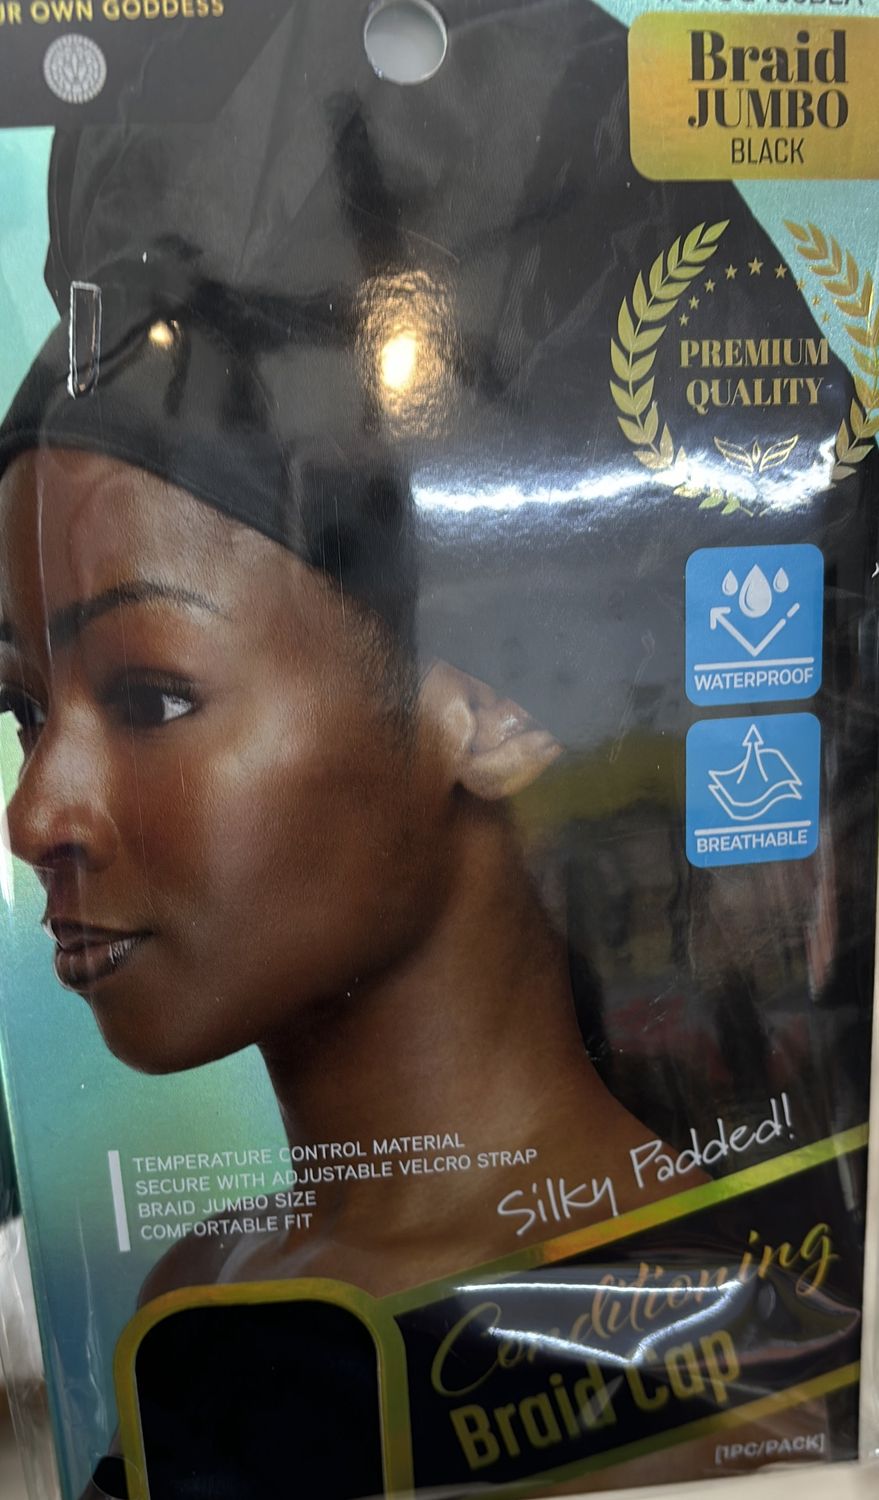 UR OWN GODDESS
Braid
JUMBO
BLACK
PREMIUM
QUALITY
WATERPROOF
BREATHABLE
TEMPERATURE CONTROL MATERIAL
SECURE WITH ADJUSTABLE VELCRO STRAP
BRAID JUMBO SIZE
COMFORTABLE FIT
Silky Padded!
Conditioning
Braid Cap
[1PC/PACK]